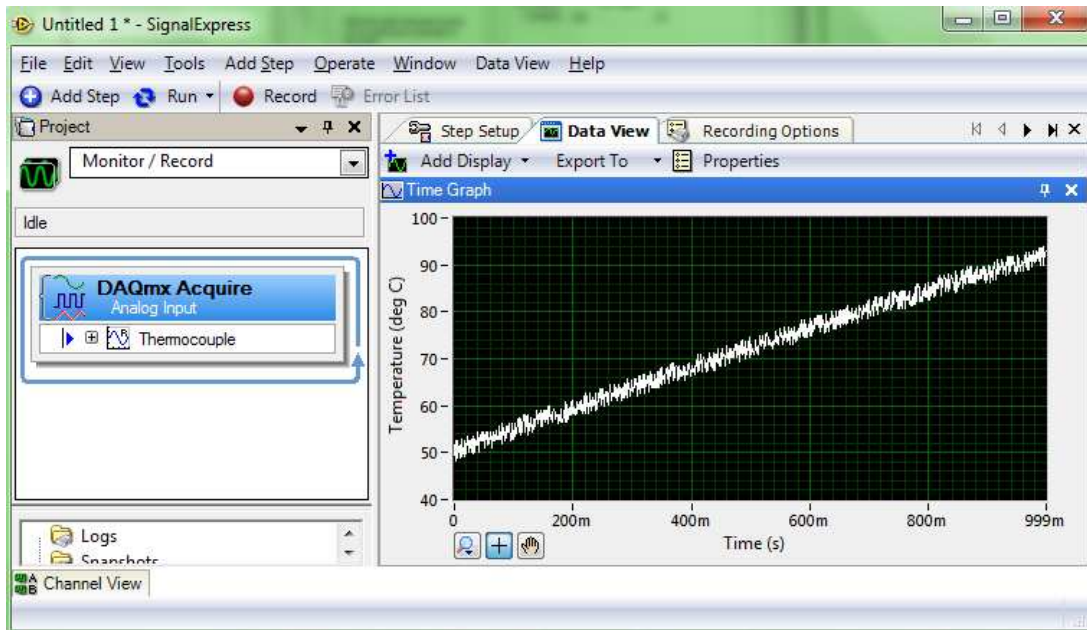 Untitled 1 * - SignalExpress
File Edit View Tools Add Step Operate Window Data View Help
Add Step Run Record Error List
Project
Monitor / Record
Idle
DAQmx Acquire
Analog Input
Thermocouple
Logs
Snapshots
Step Setup Data View Recording Options
Add Display Export To Properties
Time Graph
Temperature (deg C)
100
90
80
70
60
50
40
0 200m 400m 600m 800m 999m
Time (s)
Channel View